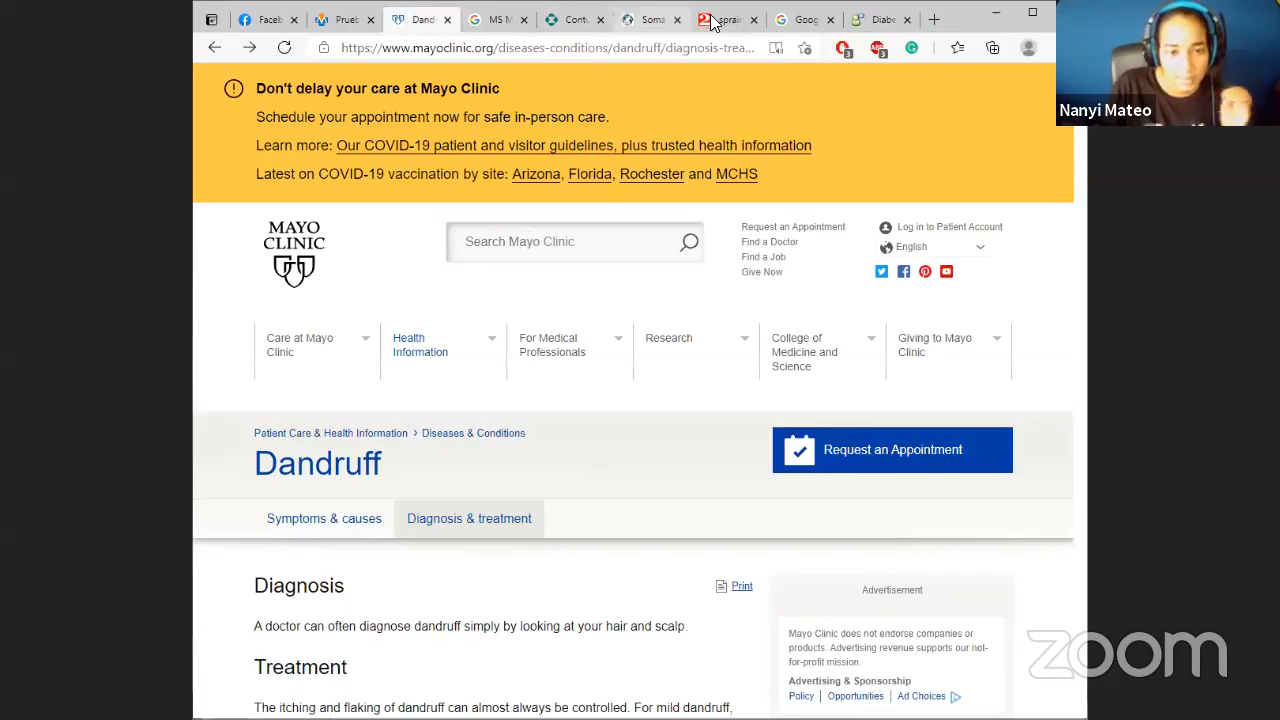 Faceb
Prueb
Dand
MS M
Cont
Soma
sprain
Goog
Diabe
https://www.mayoclinic.org/diseases-conditions/dandruff/diagnosis-trea...
3
3
Nanyi Mateo
Don't delay your care at Mayo Clinic
Schedule your appointment now for safe in-person care.
Learn more: Our COVID-19 patient and visitor guidelines, plus trusted health information
Latest on COVID-19 vaccination by site: Arizona, Florida, Rochester and MCHS
MAYO
CLINIC
Search Mayo Clinic
Request an Appointment
Find a Doctor
Find a Job
Give Now
Log in to Patient Account
English
Care at Mayo
Clinic
Health
Information
For Medical
Professionals
Research
College of
Medicine and
Science
Giving to Mayo
Clinic
Patient Care & Health Information › Diseases & Conditions
Dandruff
Request an Appointment
Symptoms & causes
Diagnosis & treatment
Diagnosis
Print
A doctor can often diagnose dandruff simply by looking at your hair and scalp.
Treatment
The itching and flaking of dandruff can almost always be controlled. For mild dandruff,
Advertisement
Mayo Clinic does not endorse companies or
products. Advertising revenue supports our not-
for-profit mission.
Advertising & Sponsorship
Policy | Opportunities | Ad Choices
zoom